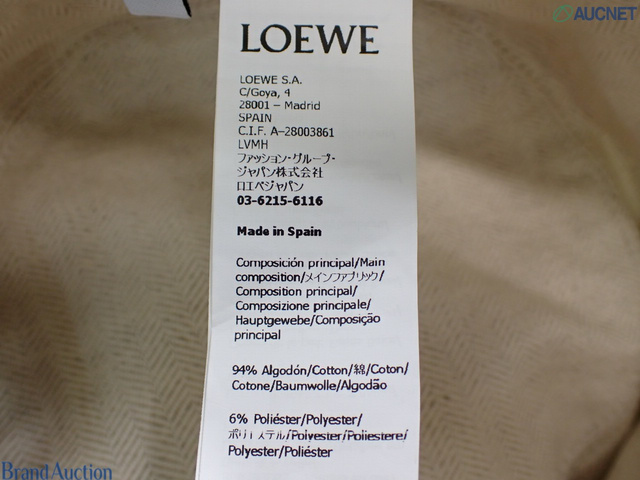 AUCNET
LOEWE
LOEWE S.A.
C/Goya, 4
28001 – Madrid
SPAIN
C.I.F. A-28003861
LVMH
ファッション・グループ・
ジャパン株式会社
ロエベジャパン
03-6215-6116
Made in Spain
Composición principal/Main
composition/メインファブリック/
Composition principal/
Composizione principale/
Hauptgewebe/Composição
principal
94% Algodón/Cotton/綿/Coton/
Cotone/Baumwolle/Algodão
6% Poliéster/Polyester/
ポリエステル/Polyester/Poliestere/
Polyester/Poliéster
BrandAuction